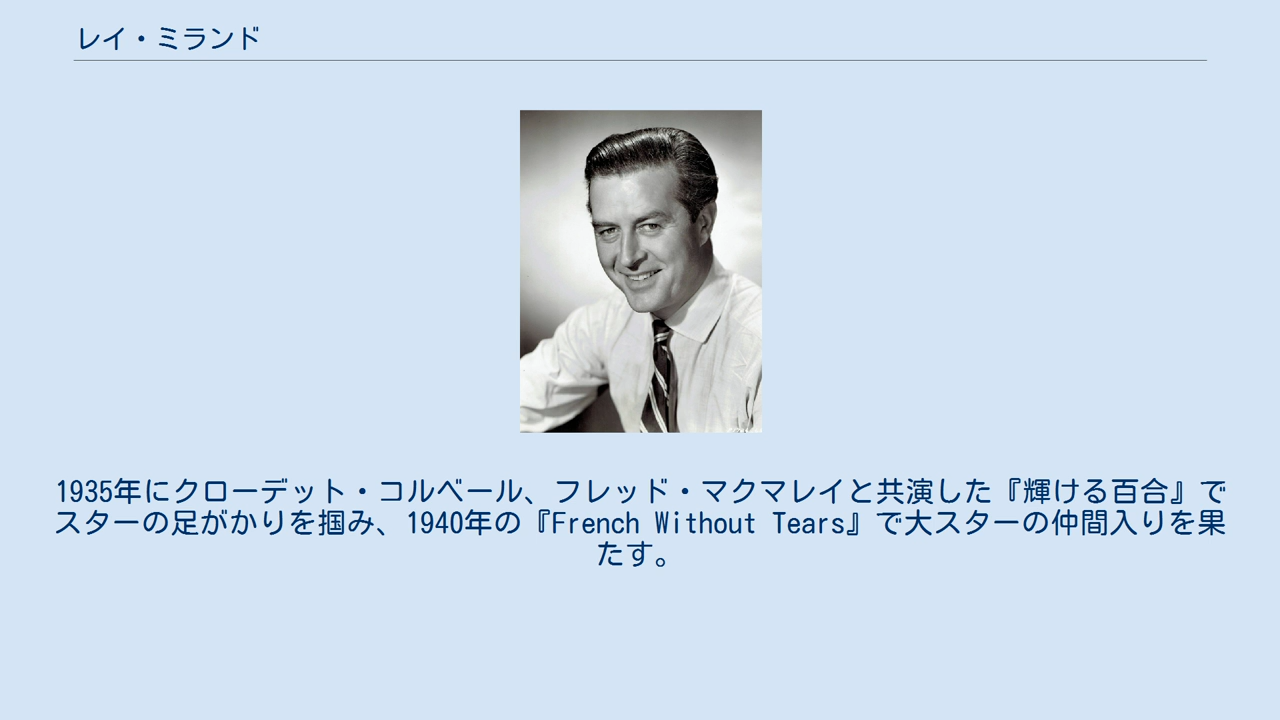 レイ・ミランド
1935年にクローデット・コルベール、フレッド・マクマレイと共演した『輝ける百合』で
スターの足がかりを掴み、1940年の『French Without Tears』で大スターの仲間入りを果
たす。